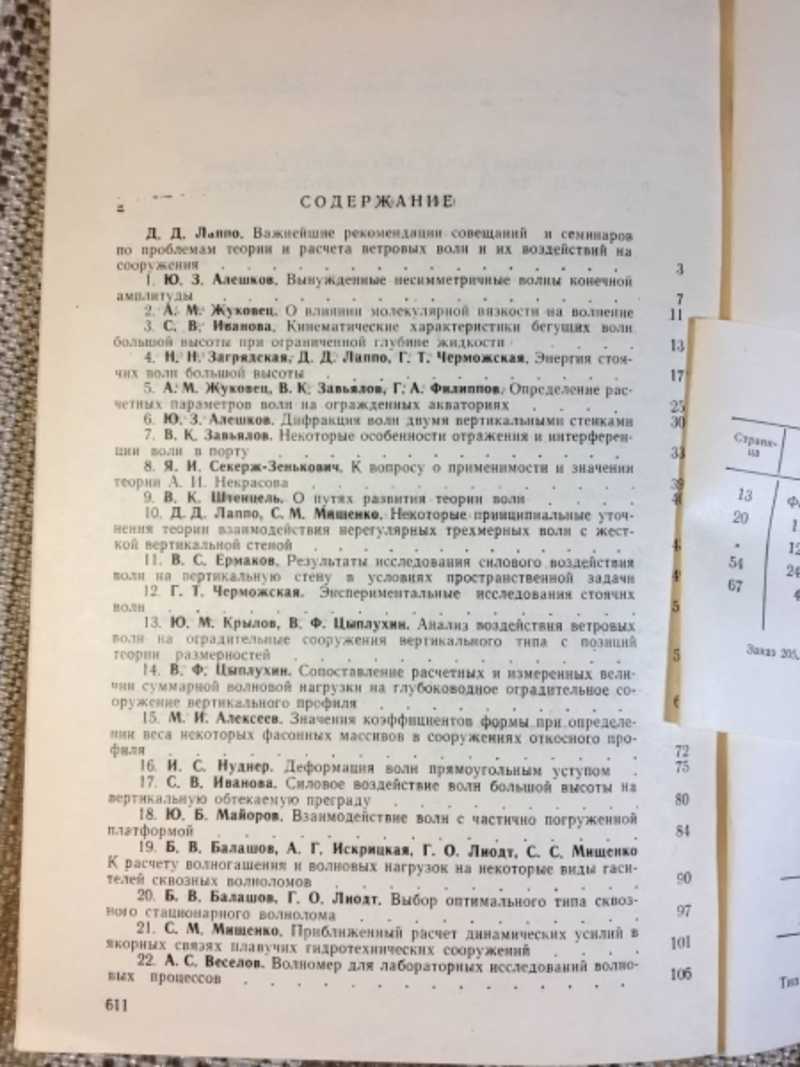 СОДЕРЖАНИЕ
Д. Д. Лаппо. Важнейшие рекомендации совещаний и семинаров
по проблемам теории и расчета ветровых волн и их воздействий на
сооружения . . . . . . . . . . . . . . 3
1. Ю. З. Алешков. Вынужденные несимметричные волны конечной
амплитуды . . . . . . . . . . . . . . 7
2. А. М. Жуковец. О влиянии молекулярной вязкости на волнение 11
3. С. В. Иванова. Кинематические характеристики бегущих волн
большой высоты при ограниченной глубине жидкости . . . . 13
4. Н. Н. Загрядская, Д. Д. Лаппо, Г. Т. Черможская. Энергия стоя-
чих волн большой высоты . . . . . . . . . . . 17
5. А. М. Жуковец, В. К. Завьялов, Г. А. Филиппов. Определение рас-
четных параметров волн на огражденных акваториях . . . . 25
6. Ю. З. Алешков. Дифракция волн двумя вертикальными стенками 30
7. В. К. Завьялов. Некоторые особенности отражения и интерферен-
ции волн в порту . . . . . . . . . . . . 33
8. Я. И. Секерж-Зенькович. К вопросу о применимости и значении
теории А. И. Некрасова . . . . . . . . . . . 39
9. В. К. Штенцель. О путях развития теории волн . . . .
10. Д. Д. Лаппо, С. М. Мищенко. Некоторые принципиальные уточ-
нения теории взаимодействия нерегулярных трехмерных волн с жест-
кой вертикальной стеной . . . . . . . . . . .
11. В. С. Ермаков. Результаты исследования силового воздействия
волн на вертикальную стену в условиях пространственной задачи
12. Г. Т. Черможская. Экспериментальные исследования стоячих
волн . . . . . . . . . . . . . . . .
13. Ю. М. Крылов, В. Ф. Цыплухин. Анализ воздействия ветровых
волн на оградительные сооружения вертикального типа с позиций
теории размерностей . . . . . . . . . . . .
14. В. Ф. Цыплухин. Сопоставление расчетных и измеренных вели-
чин суммарной волновой нагрузки на глубоководное оградительное со-
оружение вертикального профиля . . . . . . . . .
15. М. И. Алексеев. Значения коэффициентов формы при определе-
нии веса некоторых фасонных массивов в сооружениях откосного про-
филя . . . . . . . . . . . . . . . . 72
16. И. С. Нуднер. Деформация волн прямоугольным уступом . 75
17. С. В. Иванова. Силовое воздействие волн большой высоты на
вертикальную обтекаемую преграду . . . . . . . . 80
18. Ю. Б. Майоров. Взаимодействие волн с частично погруженной
платформой . . . . . . . . . . . . . . 84
19. Б. В. Балашов, А. Г. Искрицкая, Г. О. Лиодт, С. С. Мищенко
К расчету волногашения и волновых нагрузок на некоторые виды гаси-
телей сквозных волноломов . . . . . . . . . . 90
20. Б. В. Балашов, Г. О. Лиодт. Выбор оптимального типа сквоз-
ного стационарного волнолома . . . . . . . . . 97
21. С. М. Мищенко. Приближенный расчет динамических усилий в
якорных связях плавучих гидротехнических сооружений . . . . 101
22. А. С. Веселов. Волномер для лабораторных исследований волно-
вых процессов . . . . . . . . . . . . . 106
611
Страни-
ца
13
20
54
67
12
24
Заказ 205.